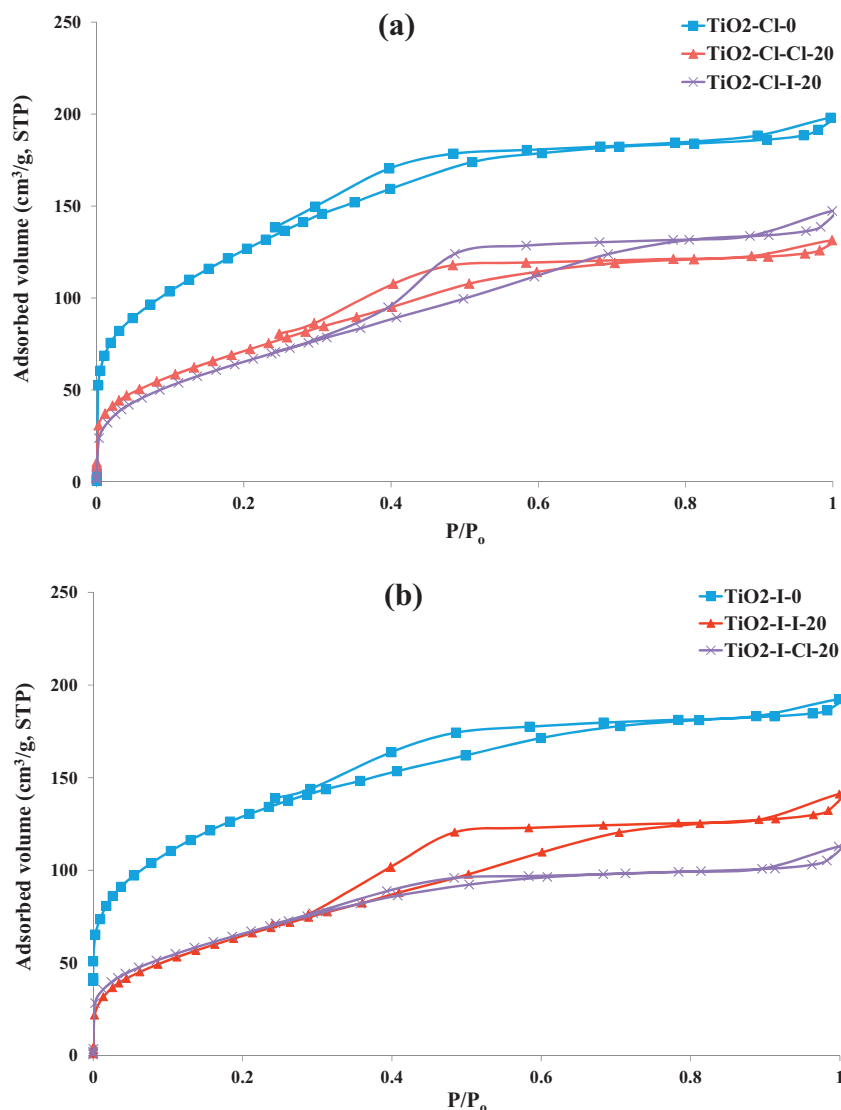 (a)
TiO2-Cl-0
TiO2-Cl-Cl-20
TiO2-Cl-I-20
Adsorbed volume (cm³/g, STP)
250
200
150
100
50
0
0 0.2 0.4 0.6 0.8 1
P/Pₒ
(b)
TiO2-I-0
TiO2-I-I-20
TiO2-I-Cl-20
Adsorbed volume (cm³/g, STP)
250
200
150
100
50
0
0 0.2 0.4 0.6 0.8 1
P/Pₒ